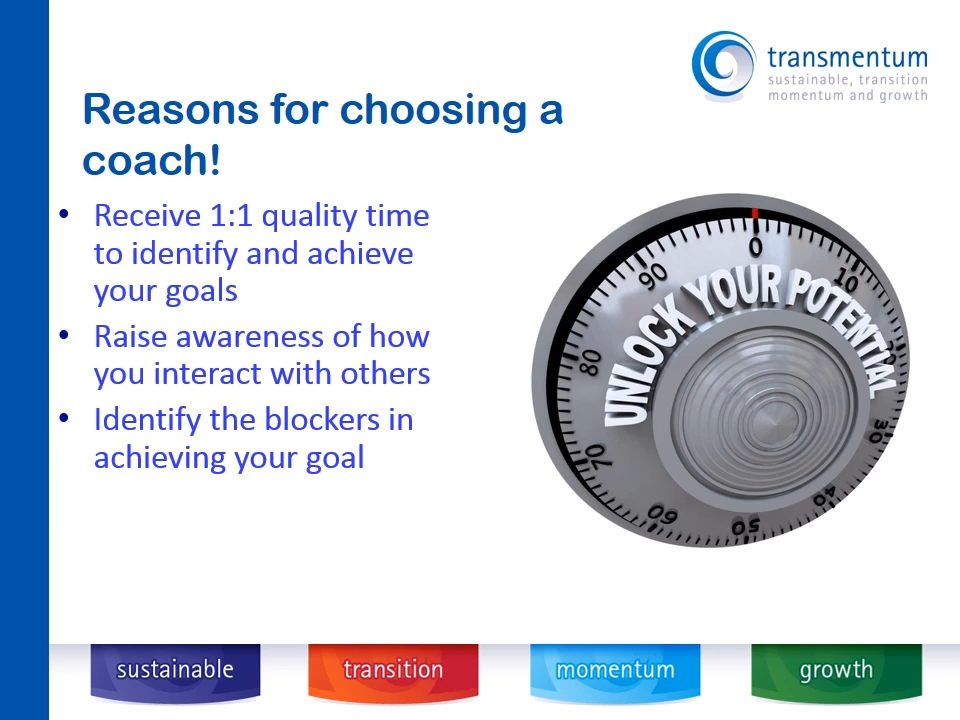 transmentum
sustainable, transition
momentum and growth
Reasons for choosing a
coach!
• Receive 1:1 quality time
to identify and achieve
your goals
• Raise awareness of how
you interact with others
• Identify the blockers in
achieving your goal
UNLOCK YOUR POTENTIAL
0
10
20
30
40
50
60
70
80
90
sustainable
transition
momentum
growth